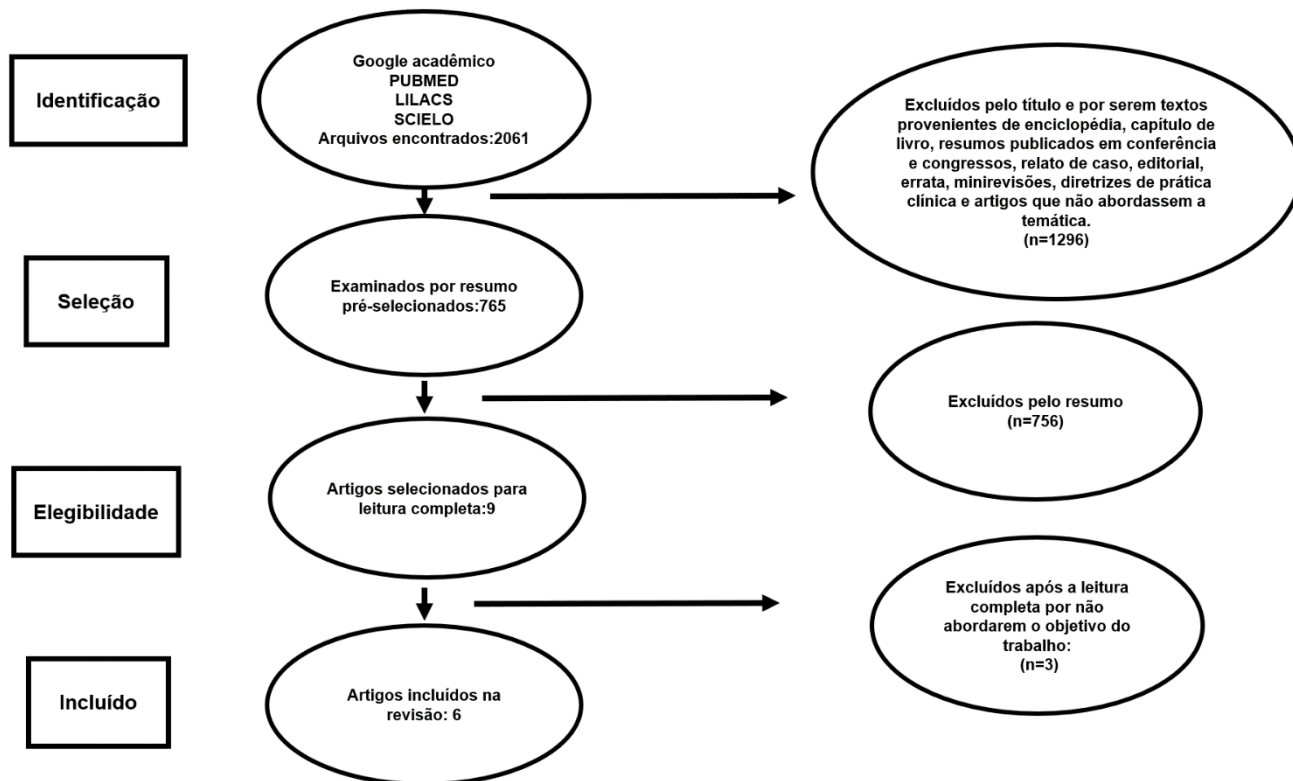 Identificação
Google acadêmico
PUBMED
LILACS
SCIELO
Arquivos encontrados:2061
Excluídos pelo título e por serem textos
provenientes de enciclopédia, capítulo de
livro, resumos publicados em conferência
e congressos, relato de caso, editorial,
errata, minirevisões, diretrizes de prática
clínica e artigos que não abordassem a
temática.
(n=1296)
Seleção
Examinados por resumo
pré-selecionados:765
Excluídos pelo resumo
(n=756)
Elegibilidade
Artigos selecionados para
leitura completa:9
Excluídos após a leitura
completa por não
abordarem o objetivo do
trabalho:
(n=3)
Incluído
Artigos incluídos na
revisão: 6